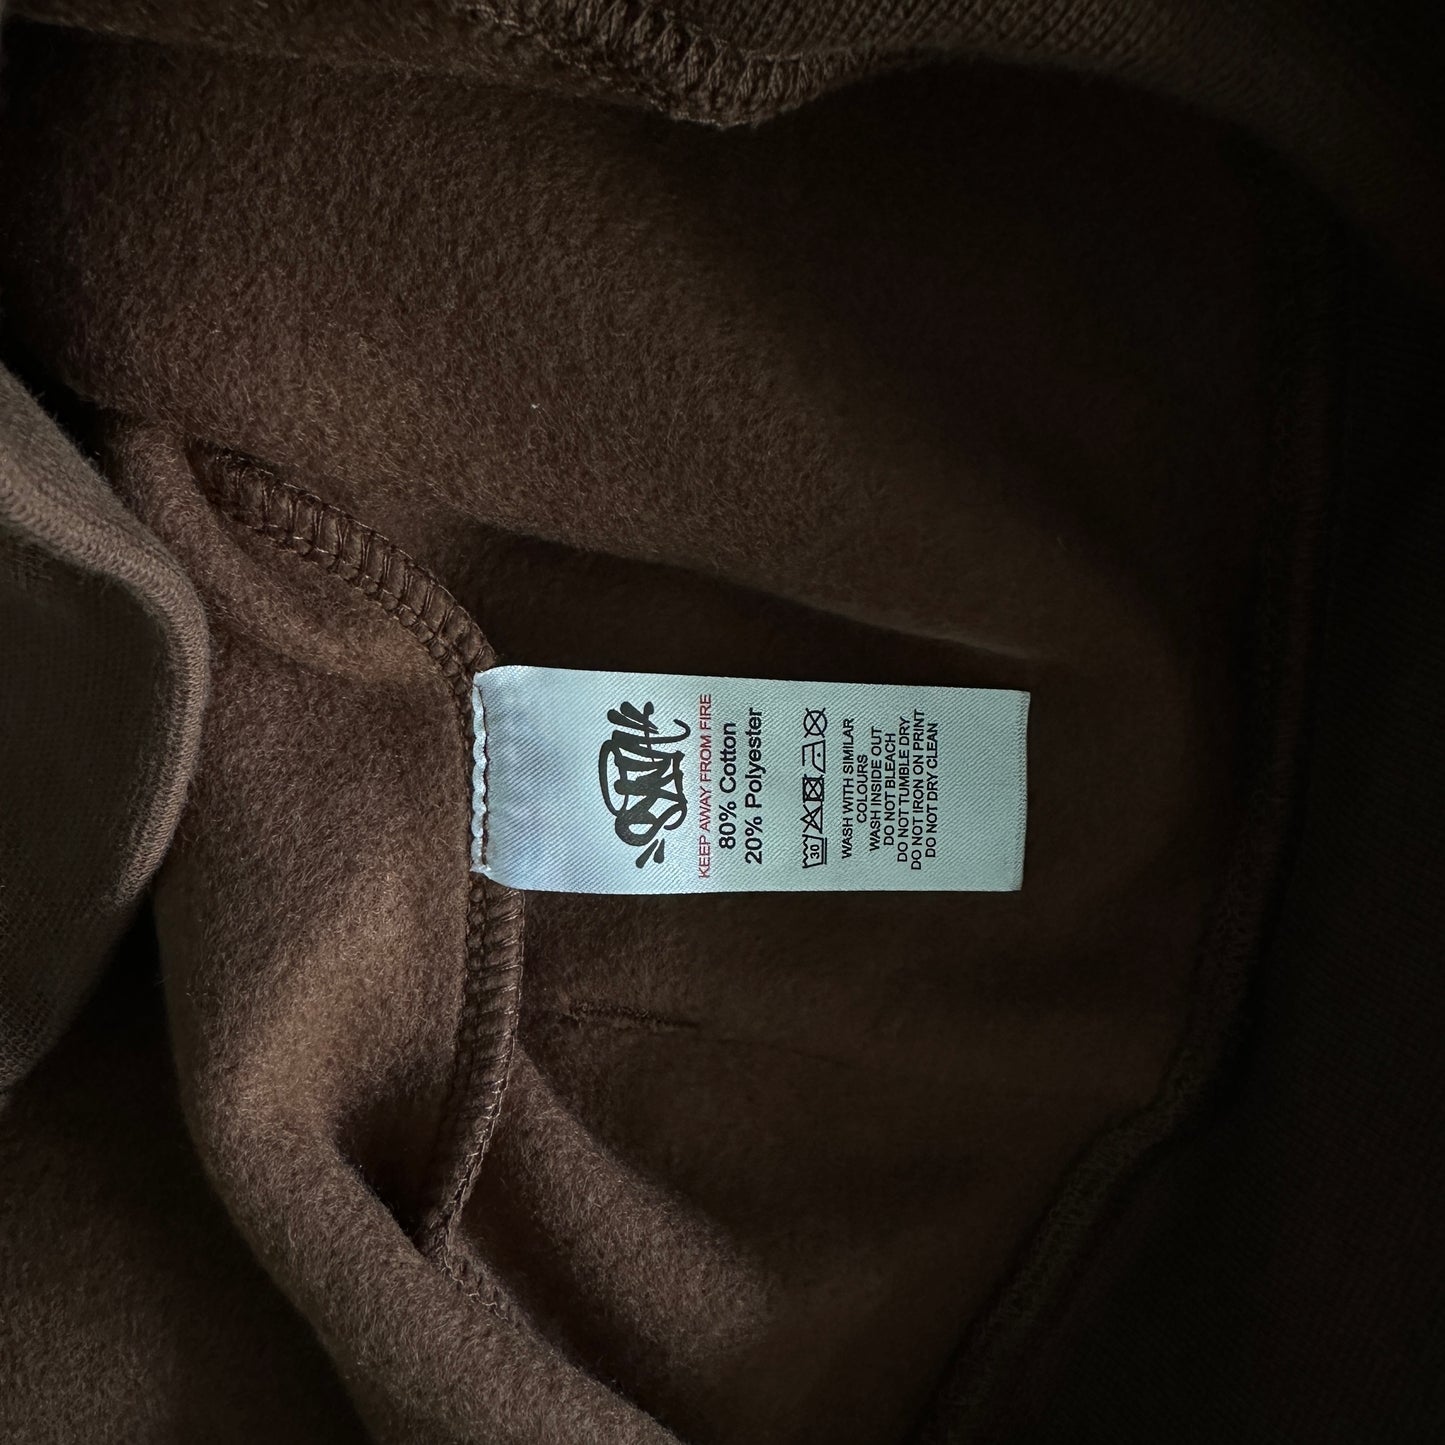 SYNA
KEEP AWAY FROM FIRE
80% Cotton
20% Polyester
30
WASH WITH SIMILAR
COLOURS
WASH INSIDE OUT
DO NOT BLEACH
DO NOT TUMBLE DRY
DO NOT IRON ON PRINT
DO NOT DRY CLEAN